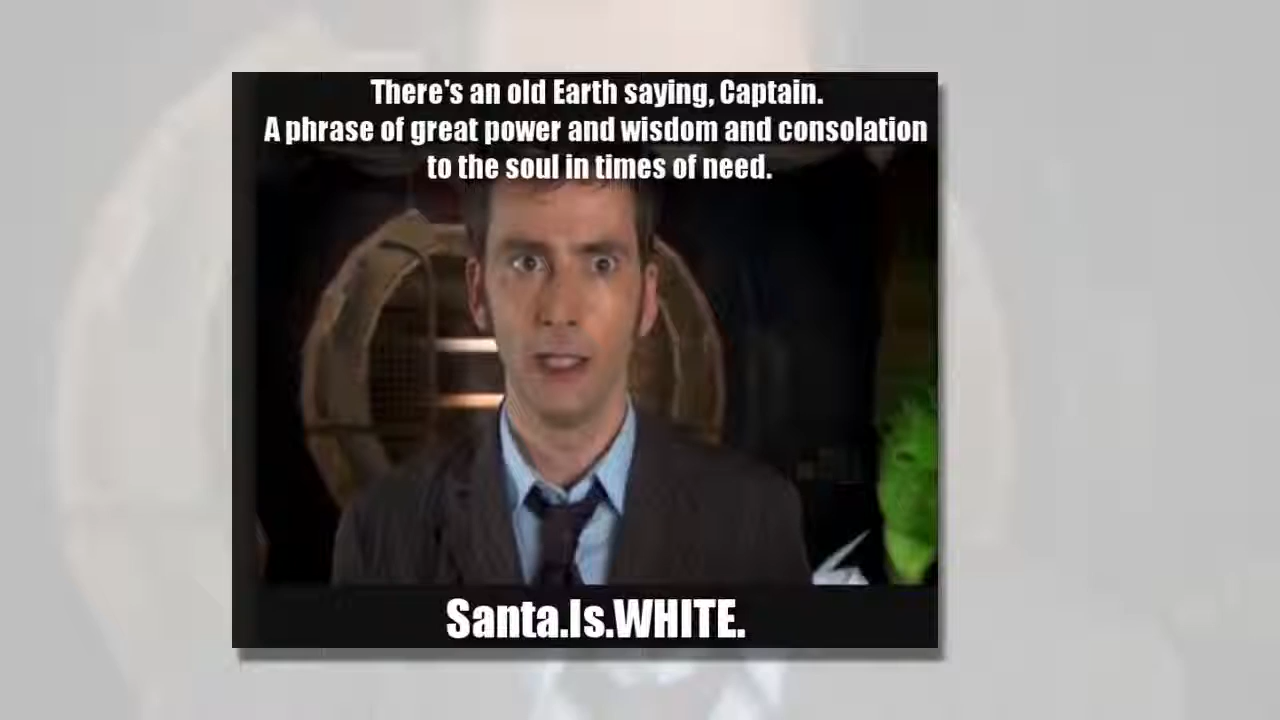 There's an old Earth saying, Captain.
A phrase of great power and wisdom and consolation
to the soul in times of need.
Santa.Is.WHITE.